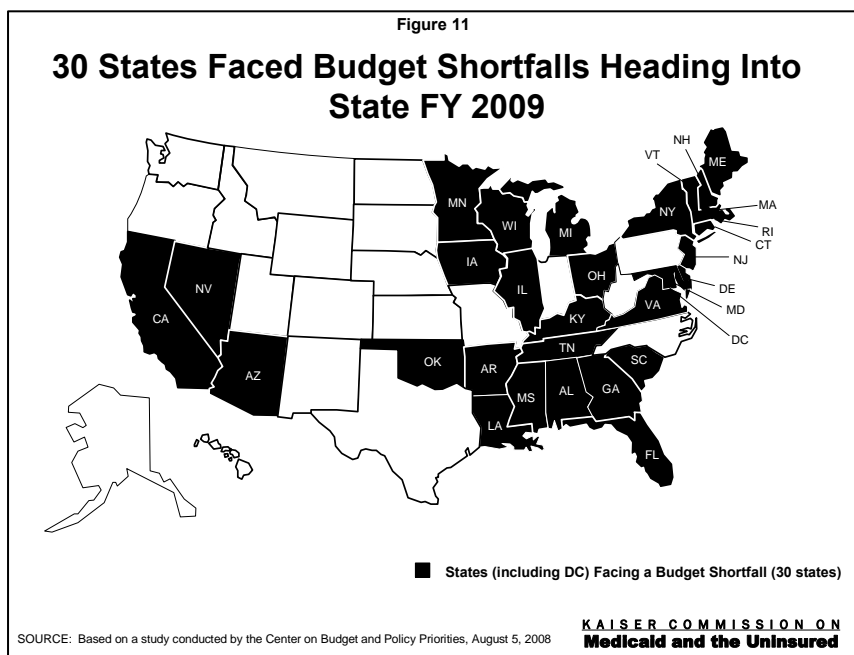 Figure 11
30 States Faced Budget Shortfalls Heading Into
State FY 2009
NH
VT
ME
MA
RI
CT
NJ
DE
MD
DC
NY
MN
WI
MI
IA
IL
OH
NV
CA
KY
VA
TN
AZ
OK
AR
SC
MS
AL
GA
LA
FL
States (including DC) Facing a Budget Shortfall (30 states)
SOURCE: Based on a study conducted by the Center on Budget and Policy Priorities, August 5, 2008
KAISER COMMISSION ON
Medicaid and the Uninsured